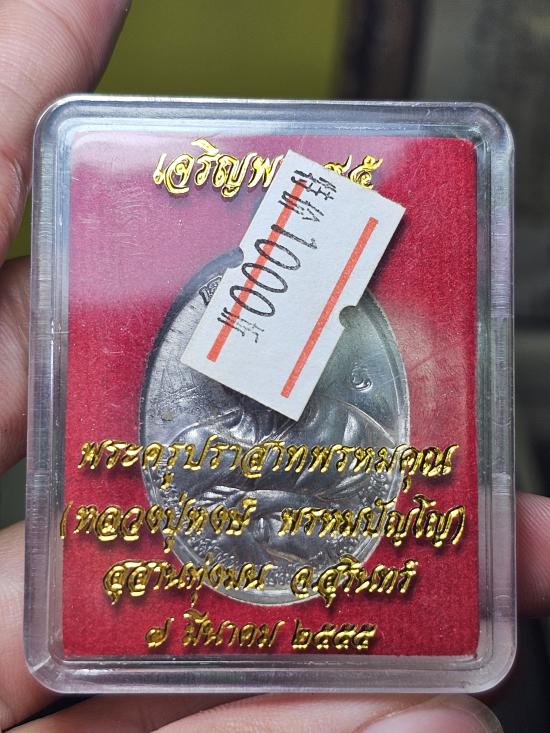 เจริญพร ๙๕
1000
พระครูปราสาทพรหมคุณ
(หลวงปู่หงษ์ พรหมปัญโญ)
สุสานทุ่งมน จ.สุรินทร์
๗ มีนาคม ๒๕๕๕